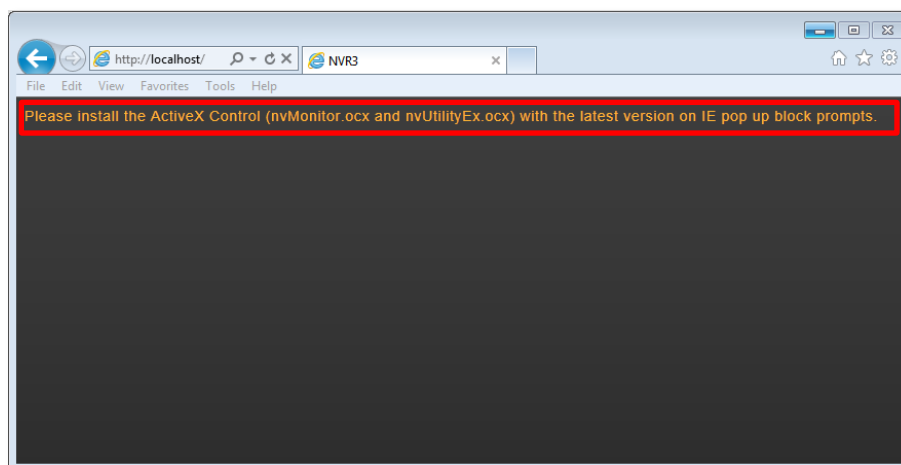 http://localhost/
NVR3
File Edit View Favorites Tools Help
Please install the ActiveX Control (nvMonitor.ocx and nvUtilityEx.ocx) with the latest version on IE pop up block prompts.